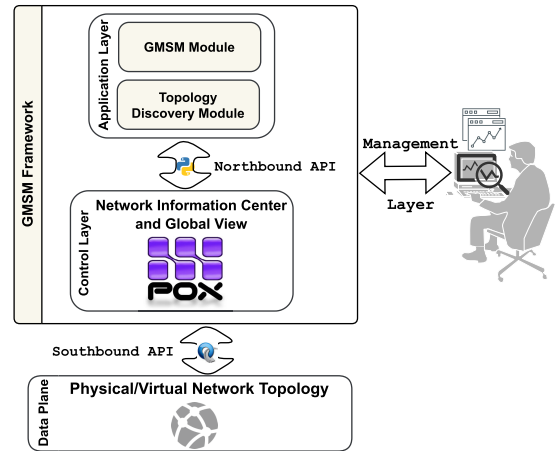 GMSM Framework
Application Layer
GMSM Module
Topology
Discovery Module
Northbound API
Management
Layer
Control Layer
Network Information Center
and Global View
POX
Southbound API
Data Plane
Physical/Virtual Network Topology